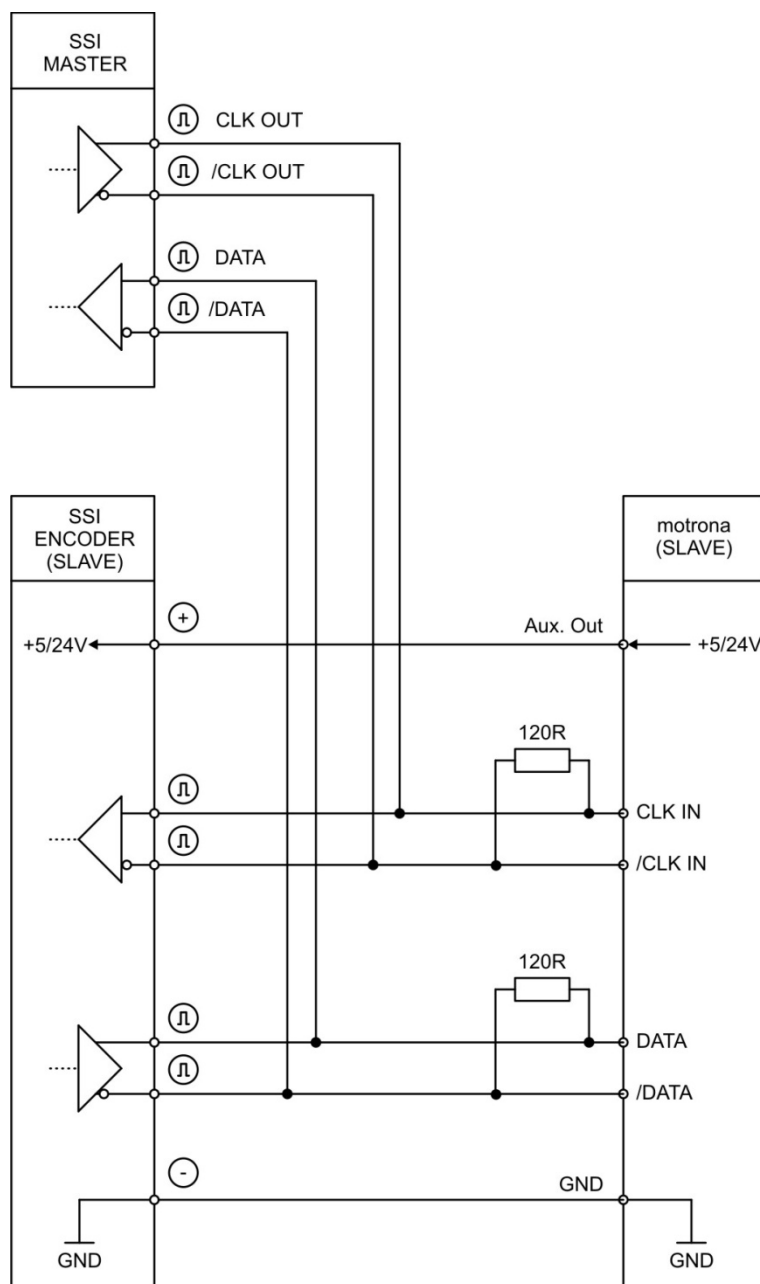 SSI
MASTER
CLK OUT
/CLK OUT
DATA
/DATA
SSI
ENCODER
(SLAVE)
motrona
(SLAVE)
+
Aux. Out
+5/24V
+5/24V
120R
CLK IN
/CLK IN
120R
DATA
/DATA
-
GND
GND
GND